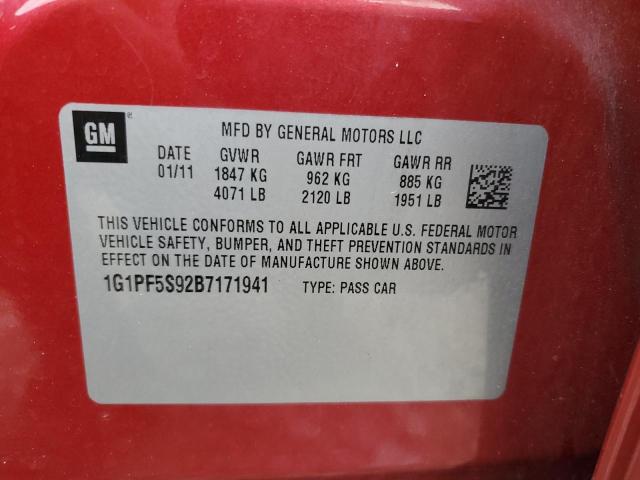 GM ®
MFD BY GENERAL MOTORS LLC
DATE GVWR GAWR FRT GAWR RR
01/11 1847 KG 962 KG 885 KG
4071 LB 2120 LB 1951 LB
THIS VEHICLE CONFORMS TO ALL APPLICABLE U.S. FEDERAL MOTOR
VEHICLE SAFETY, BUMPER, AND THEFT PREVENTION STANDARDS IN
EFFECT ON THE DATE OF MANUFACTURE SHOWN ABOVE.
1G1PF5S92B7171941 TYPE: PASS CAR